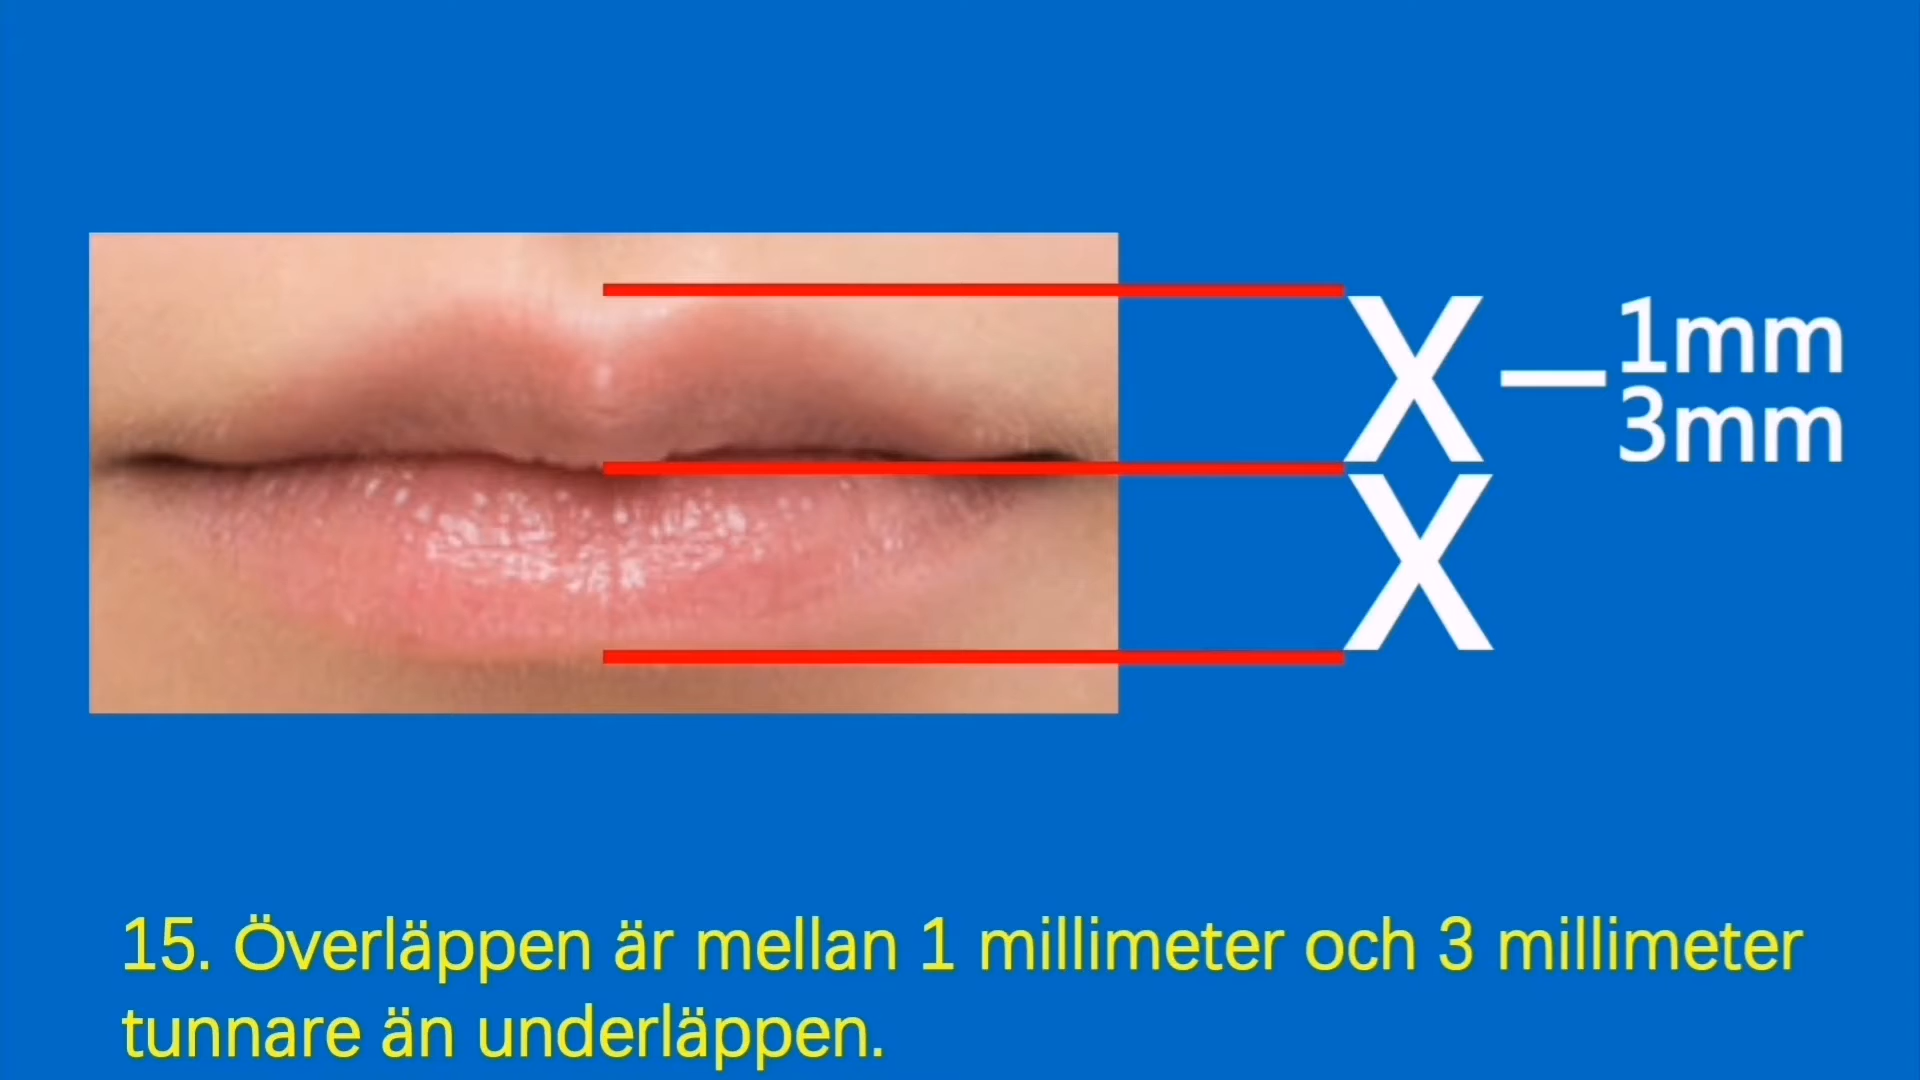 X — 1mm
3mm
X
15. Överläppen är mellan 1 millimeter och 3 millimeter
tunnare än underläppen.